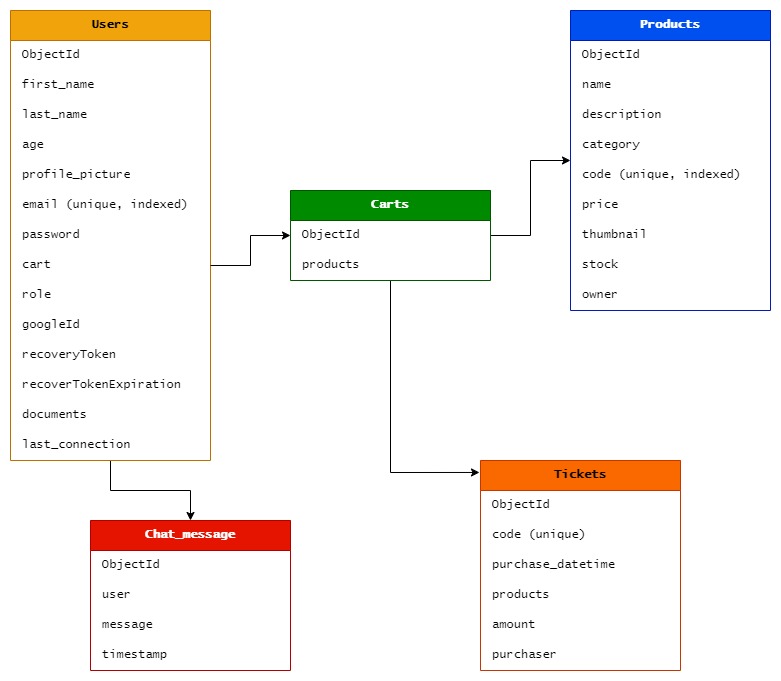 Users
ObjectId
first_name
last_name
age
profile_picture
email (unique, indexed)
password
cart
role
googleId
recoveryToken
recoverTokenExpiration
documents
last_connection
Carts
ObjectId
products
Products
ObjectId
name
description
category
code (unique, indexed)
price
thumbnail
stock
owner
Chat_message
ObjectId
user
message
timestamp
Tickets
ObjectId
code (unique)
purchase_datetime
products
amount
purchaser